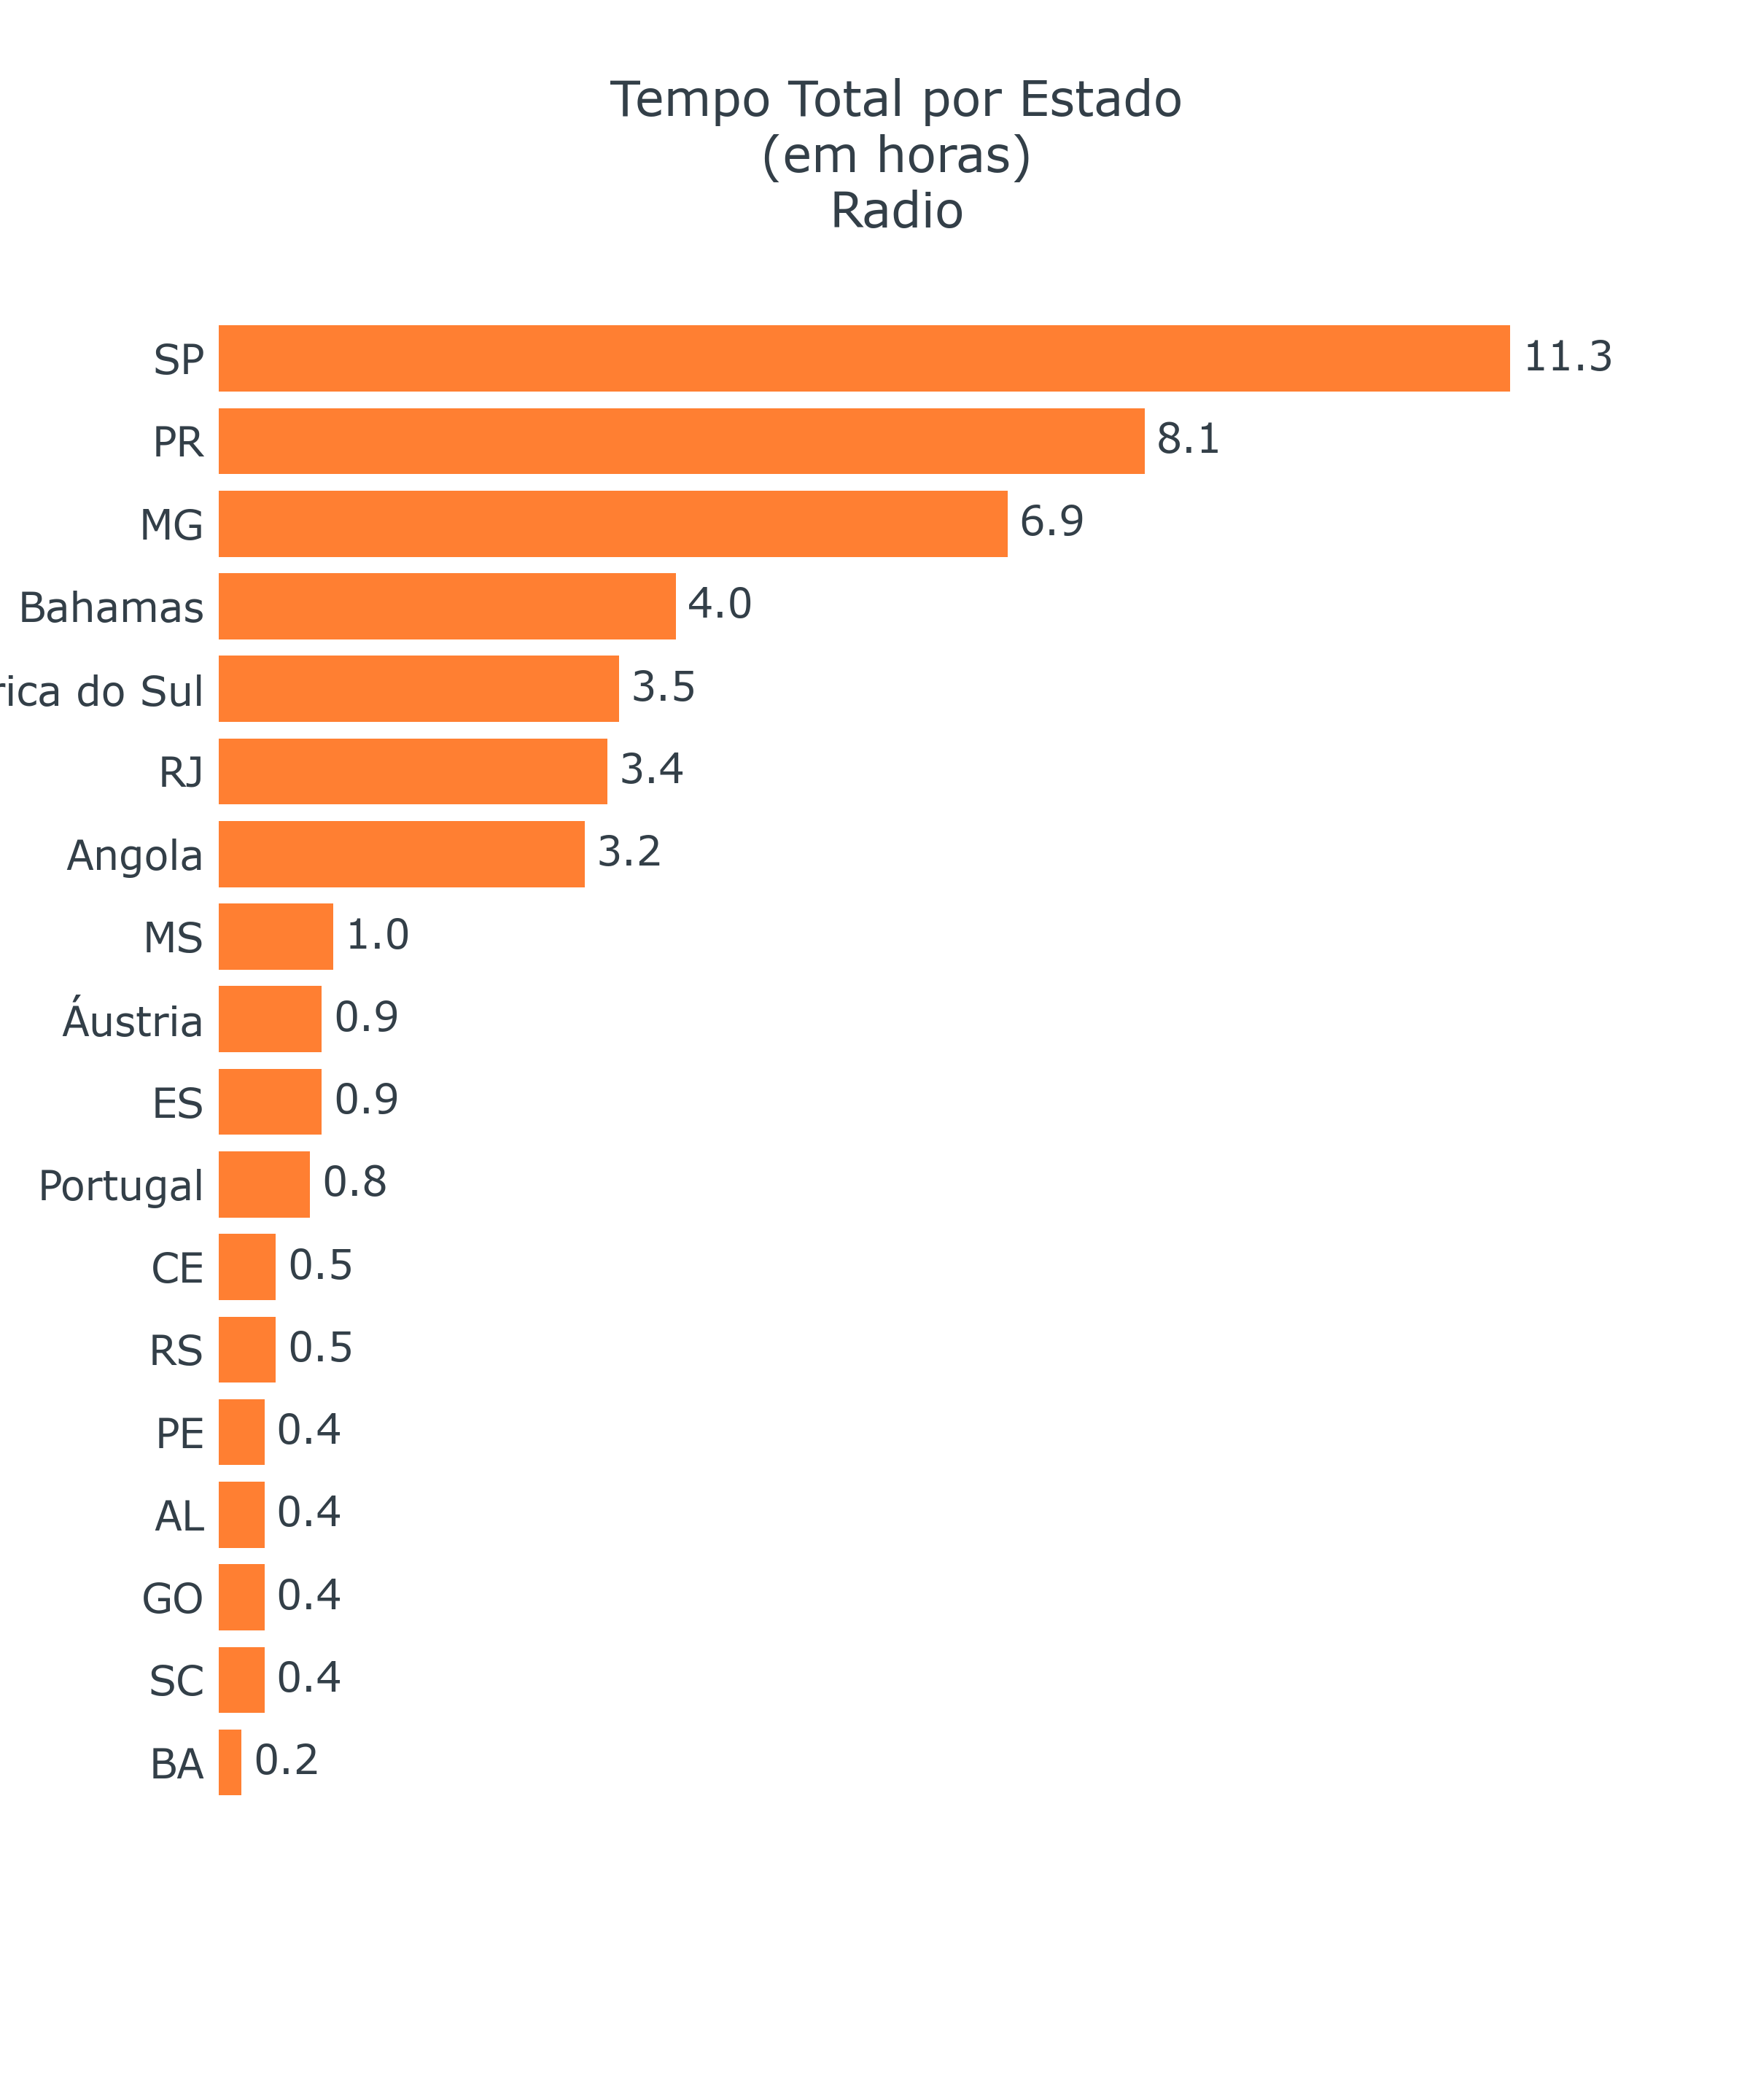 Tempo Total por Estado
(em horas)
Radio
SP 11.3
PR 8.1
MG 6.9
Bahamas 4.0
do Sul 3.5
RJ 3.4
Angola 3.2
MS 1.0
Áustria 0.9
ES 0.9
Portugal 0.8
CE 0.5
RS 0.5
PE 0.4
AL 0.4
GO 0.4
SC 0.4
BA 0.2